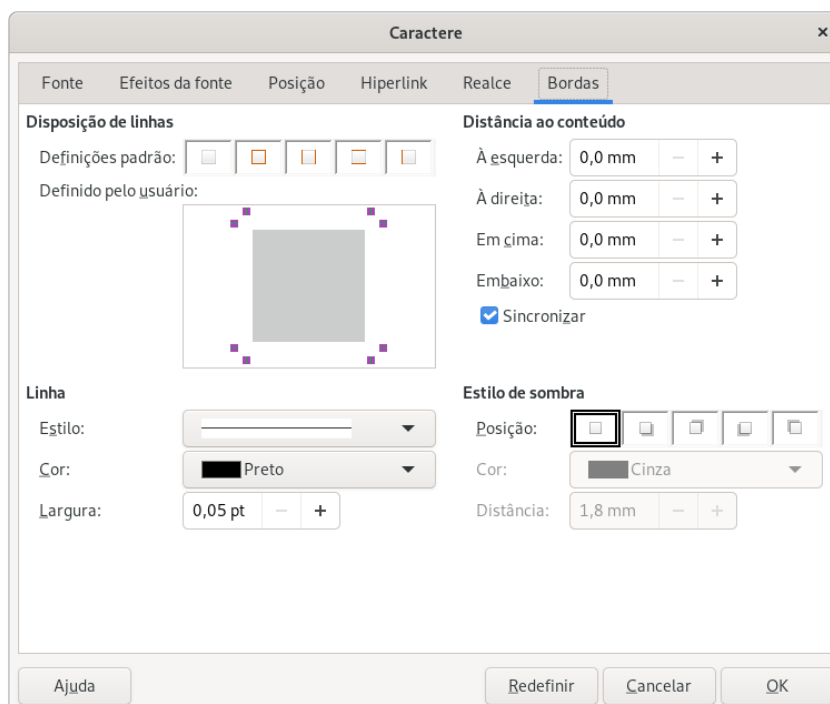 Caractere
Fonte Efeitos da fonte Posição Hiperlink Realce Bordas
Disposição de linhas
Definições padrão:
Definido pelo usuário:
Distância ao conteúdo
À esquerda: 0,0 mm
À direita: 0,0 mm
Em cima: 0,0 mm
Embaixo: 0,0 mm
Sincronizar
Linha
Estilo:
Cor: Preto
Largura: 0,05 pt
Estilo de sombra
Posição:
Cor: Cinza
Distância: 1,8 mm
Ajuda Redefinir Cancelar OK